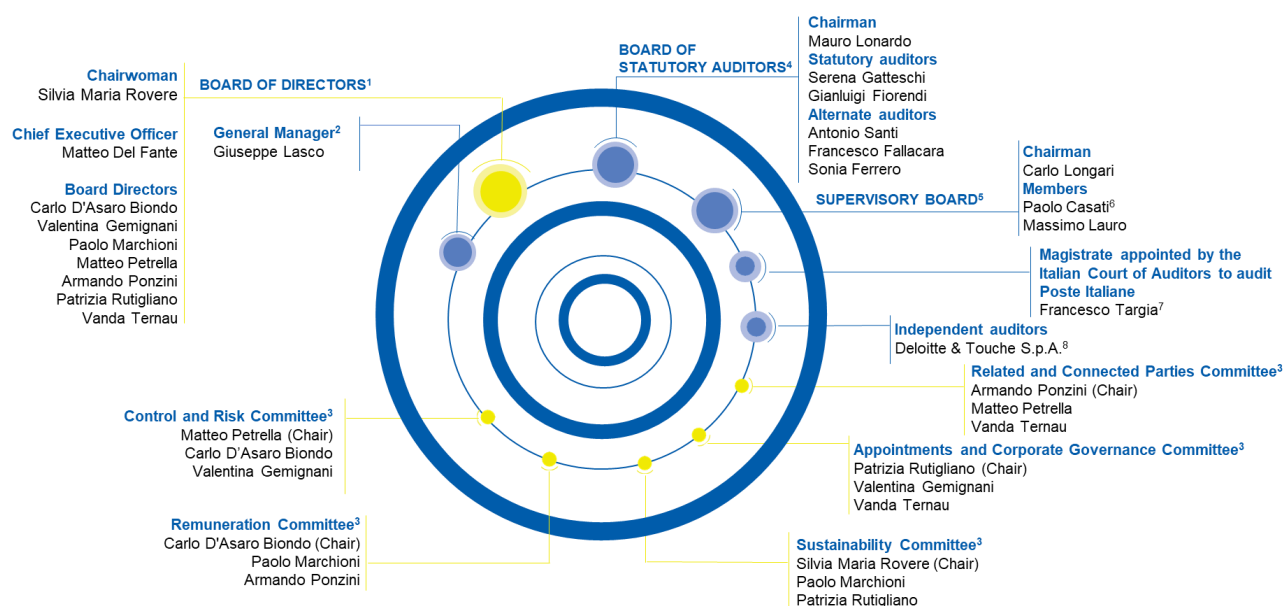 Chairwoman
Silvia Maria Rovere
Chief Executive Officer
Matteo Del Fante
Board Directors
Carlo D'Asaro Biondo
Valentina Gemignani
Paolo Marchioni
Matteo Petrella
Armando Ponzini
Patrizia Rutigliano
Vanda Ternau
BOARD OF DIRECTORS¹
General Manager²
Giuseppe Lasco
BOARD OF
STATUTORY AUDITORS⁴
Chairman
Mauro Lonardo
Statutory auditors
Serena Gatteschi
Gianluigi Fiorendi
Alternate auditors
Antonio Santi
Francesco Fallacara
Sonia Ferrero
SUPERVISORY BOARD⁵
Chairman
Carlo Longari
Members
Paolo Casati⁶
Massimo Lauro
Magistrate appointed by the
Italian Court of Auditors to audit
Poste Italiane
Francesco Targia⁷
Independent auditors
Deloitte & Touche S.p.A.⁸
Related and Connected Parties Committee³
Armando Ponzini (Chair)
Matteo Petrella
Vanda Ternau
Appointments and Corporate Governance Committee³
Patrizia Rutigliano (Chair)
Valentina Gemignani
Vanda Ternau
Sustainability Committee³
Silvia Maria Rovere (Chair)
Paolo Marchioni
Patrizia Rutigliano
Control and Risk Committee³
Matteo Petrella (Chair)
Carlo D'Asaro Biondo
Valentina Gemignani
Remuneration Committee³
Carlo D'Asaro Biondo (Chair)
Paolo Marchioni
Armando Ponzini